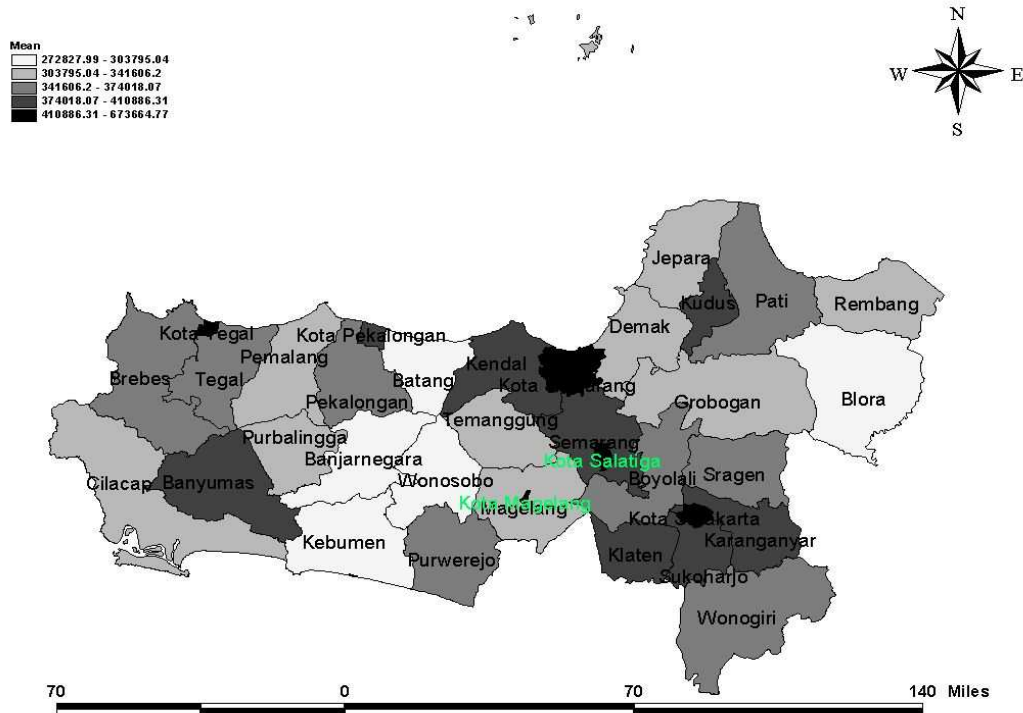 N
Mean
272827.99 - 303795.04
303795.04 - 341606.2
341606.2 - 374018.07
374018.07 - 410886.31
410886.31 - 673664.77
W
E
S
Jepara
Kudus
Pati
Rembang
Demak
Kota Tegal
Kota Pekalongan
Pemalang
Kendal
Brebes
Tegal
Batang
Kota
Blora
Pekalongan
Grobogan
Temanggung
Purbalingga
Semarang
Banjarnegara
Kota Salatiga
Cilacap
Banyumas
Wonosobo
Boyolali
Sragen
Kota Magelang
Magelang
Kota
Karanganyar
Kebumen
Klaten
Purwerejo
Sukoharjo
Wonogiri
70 0 70 140 Miles